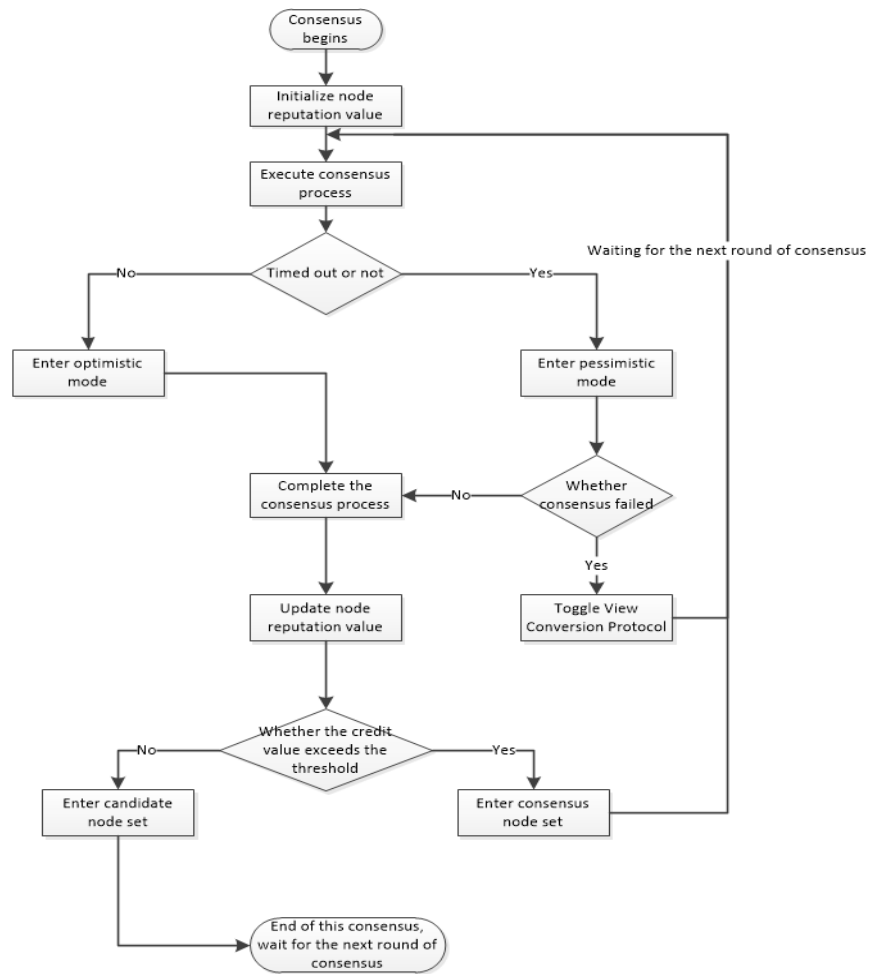 Consensus
begins
Initialize node
reputation value
Execute consensus
process
Waiting for the next round of consensus
No
Timed out or not
Yes
Enter optimistic
mode
Enter pessimistic
mode
Complete the
consensus process
No
Whether
consensus failed
Yes
Update node
reputation value
Toggle View
Conversion Protocol
No
Whether the credit
value exceeds the
threshold
Yes
Enter candidate
node set
Enter consensus
node set
End of this consensus,
wait for the next round of
consensus